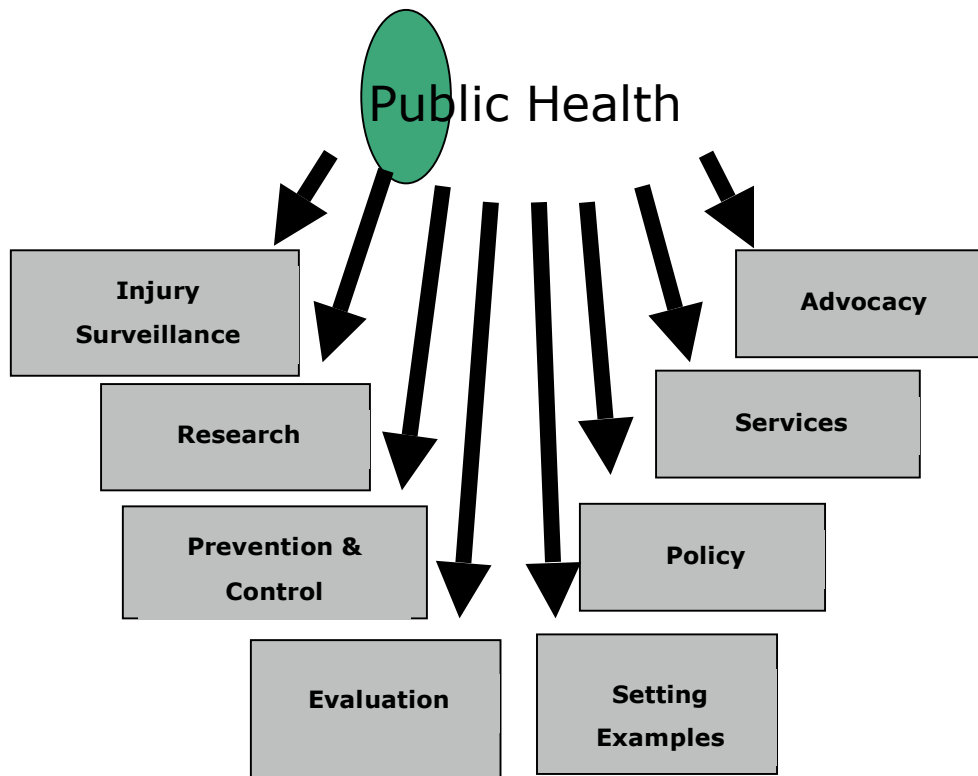 Public Health
Injury
Surveillance
Research
Prevention &
Control
Evaluation
Setting
Examples
Policy
Services
Advocacy